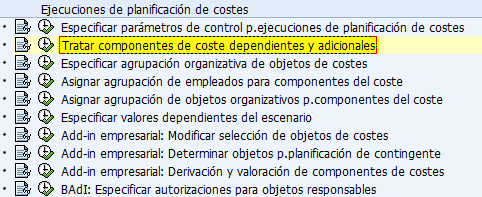 Ejecuciones de planificación de costes
Especificar parámetros de control p.ejecuciones de planificación de costes
Tratar componentes de coste dependientes y adicionales
Especificar agrupación organizativa de objetos de costes
Asignar agrupación de empleados para componentes del coste
Asignar agrupación de objetos organizativos p.componentes del coste
Especificar valores dependientes del escenario
Add-in empresarial: Modificar selección de objetos de costes
Add-in empresarial: Determinar objetos p.planificación de contingente
Add-in empresarial: Derivación y valoración de componentes de costes
BAdI: Especificar autorizaciones para objetos responsables